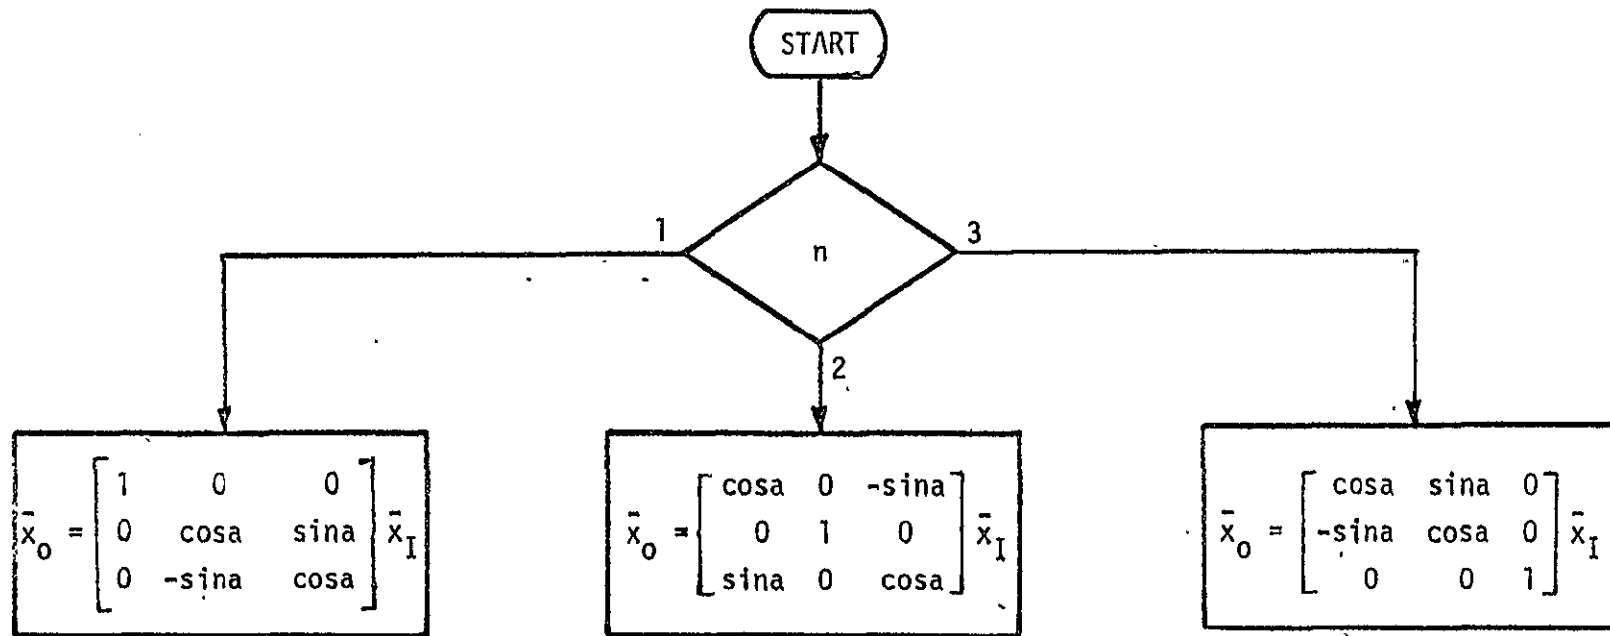 START
1
n
3
2
x̄o = [ 1 0 0
0 cosa sina
0 -sina cosa ] x̄I
x̄o = [ cosa 0 -sina
0 1 0
sina 0 cosa ] x̄I
x̄o = [ cosa sina 0
-sina cosa 0
0 0 1 ] x̄I